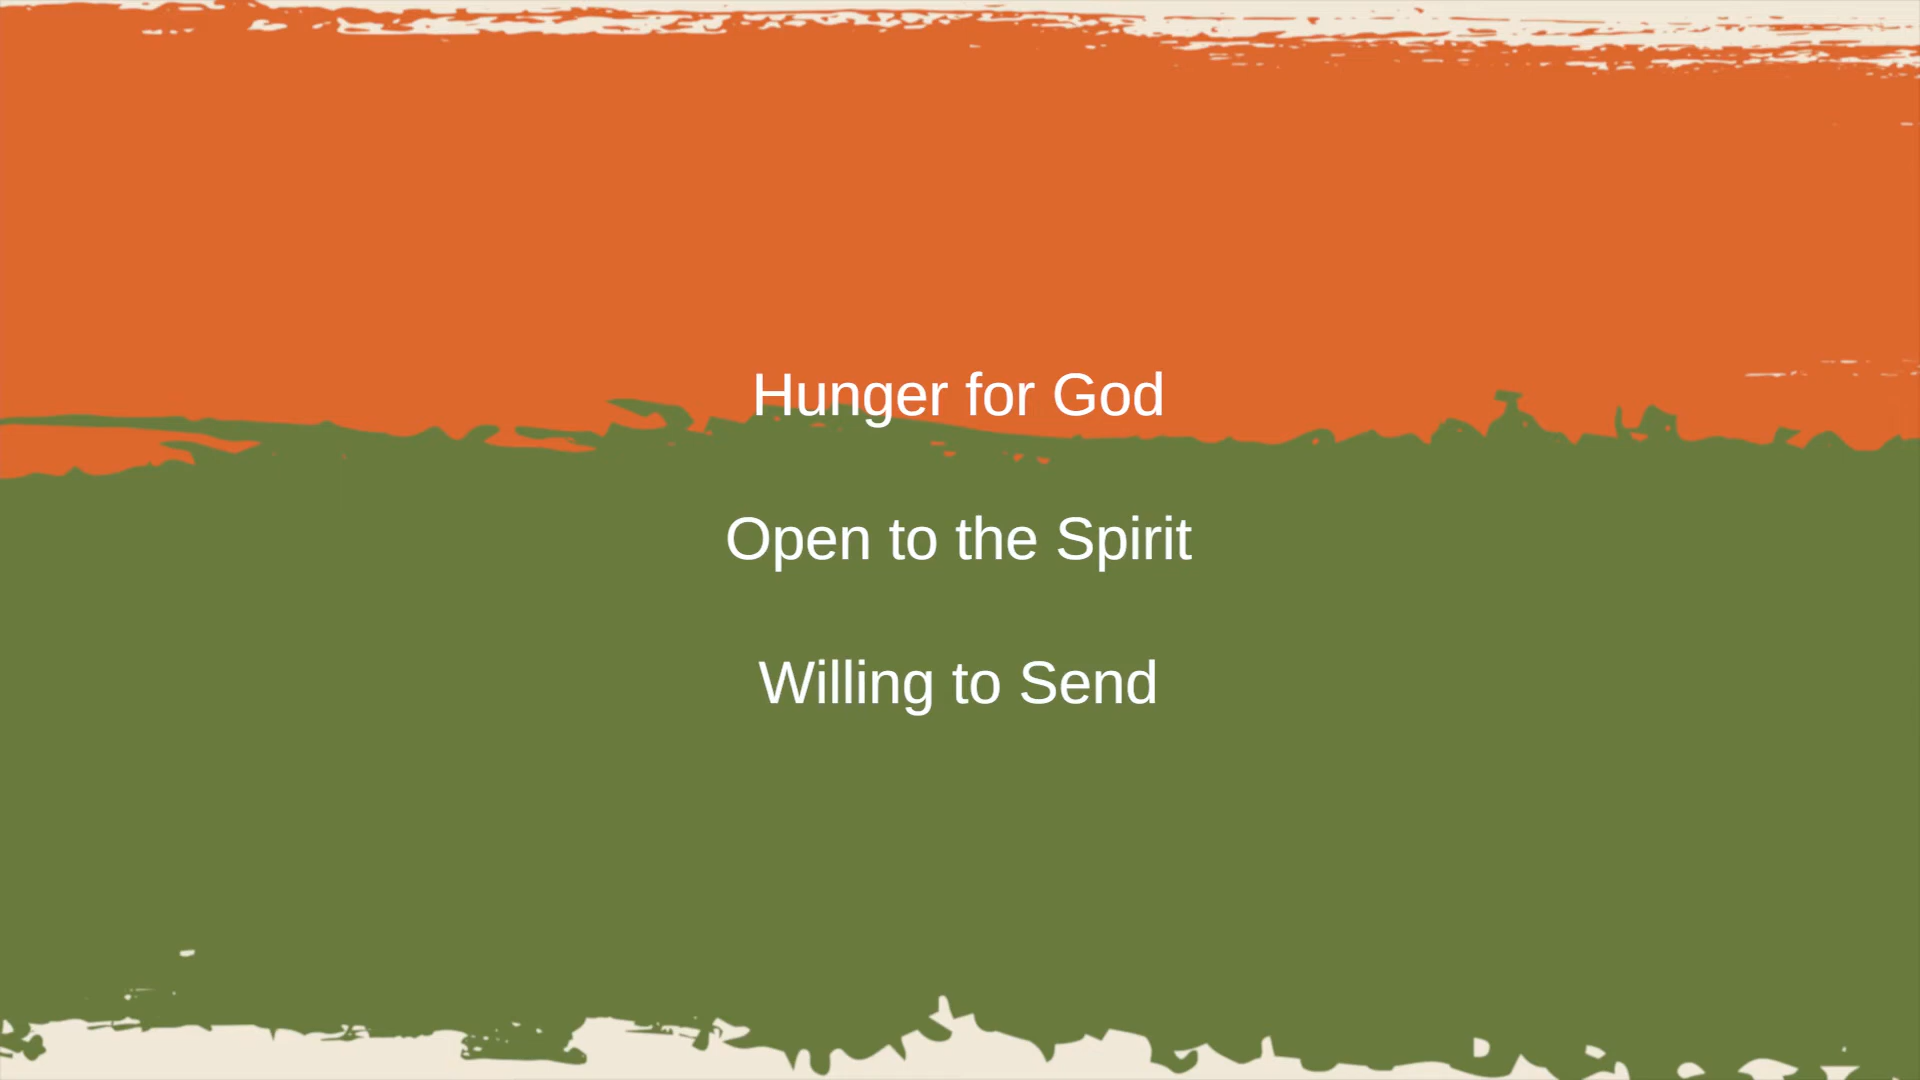 Hunger for God
Open to the Spirit
Willing to Send